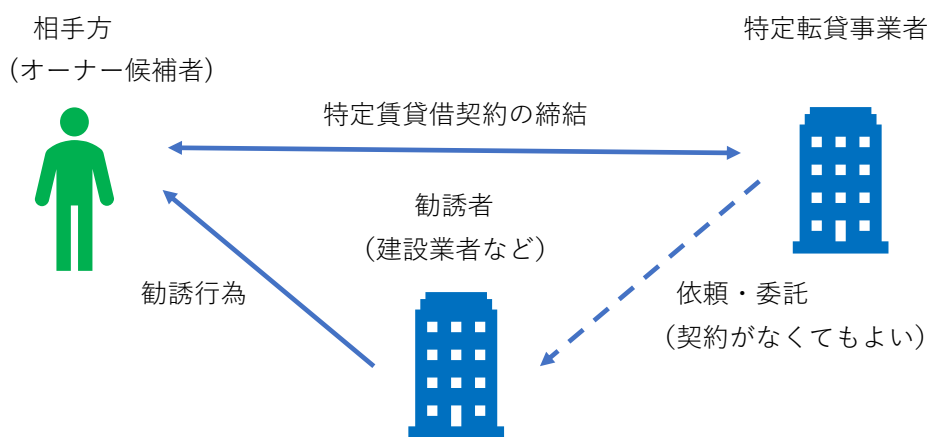 相手方
(オーナー候補者)
特定転貸事業者
特定賃貸借契約の締結
勧誘者
（建設業者など）
勧誘行為
依頼・委託
（契約がなくてもよい）